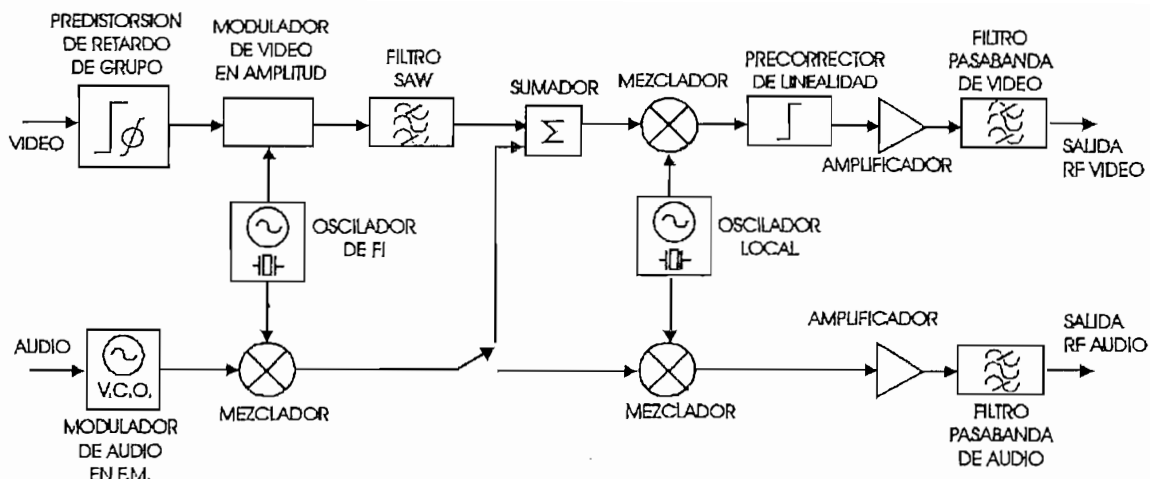 PREDISTORSION
DE RETARDO
DE GRUPO
MODULADOR
DE VIDEO
EN AMPLITUD
FILTRO
SAW
SUMADOR
Σ
MEZCLADOR
PRECORRECTOR
DE LINEALIDAD
FILTRO
PASABANDA
DE VIDEO
VIDEO
ϕ
AMPLIFICADOR
SALIDA
RF VIDEO
OSCILADOR
DE FI
OSCILADOR
LOCAL
AUDIO
V.C.O.
MODULADOR
DE AUDIO
EN F.M.
MEZCLADOR
MEZCLADOR
AMPLIFICADOR
SALIDA
RF AUDIO
FILTRO
PASABANDA
DE AUDIO